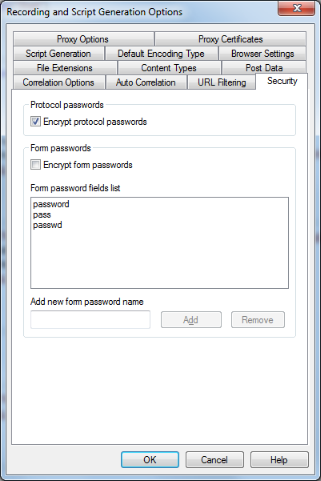 Recording and Script Generation Options
Proxy Options
Proxy Certificates
Script Generation
Default Encoding Type
Browser Settings
File Extensions
Content Types
Post Data
Correlation Options
Auto Correlation
URL Filtering
Security
Protocol passwords
Encrypt protocol passwords
Form passwords
Encrypt form passwords
Form password fields list
password
pass
passwd
Add new form password name
Add
Remove
OK
Cancel
Help